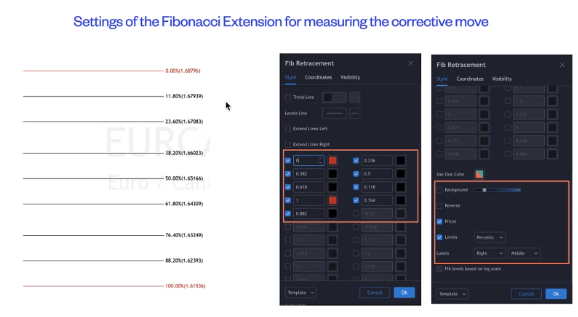 Settings of the Fibonacci Extension for measuring the corrective move
0.00%(1.68796)
11.80%(1.67939)
23.60%(1.67083)
38.20%(1.66023)
50.00%(1.65166)
61.80%(1.64309)
76.40%(1.63249)
88.20%(1.62393)
100.00%(1.61536)
EURCA
Euro / Can
Fib Retracement
Style Coordinates Visibility
Trend Line
Levels Line
Extend Lines Left
Extend Lines Right
0 0.236
0.382 0.5
0.618 0.118
1 0.764
0.882
Template Cancel Ok
Fib Retracement
Style Coordinates Visibility
Use One Color
Background
Reverse
Prices
Levels Percents
Labels Right Middle
Fib levels based on log scale
Template Cancel Ok